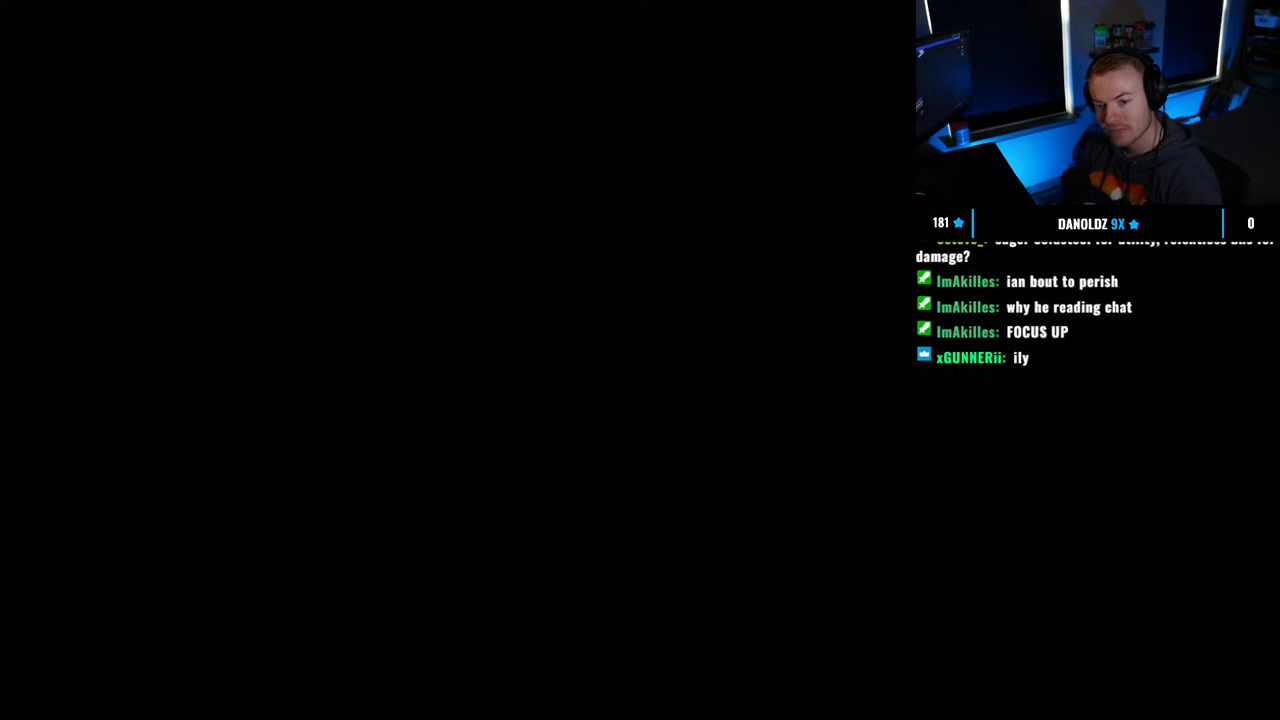 181
DANOLDZ 9X
0
damage?
ImAkilles: ian bout to perish
ImAkilles: why he reading chat
ImAkilles: FOCUS UP
xGUNNERii: ily